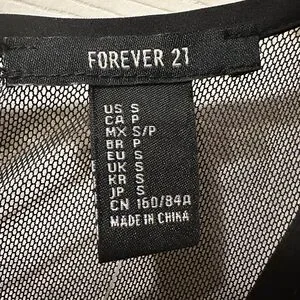 FOREVER 21
US S
CA P
MX S/P
BR P
EU S
UK S
KR S
JP S
CN 160/84A
MADE IN CHINA